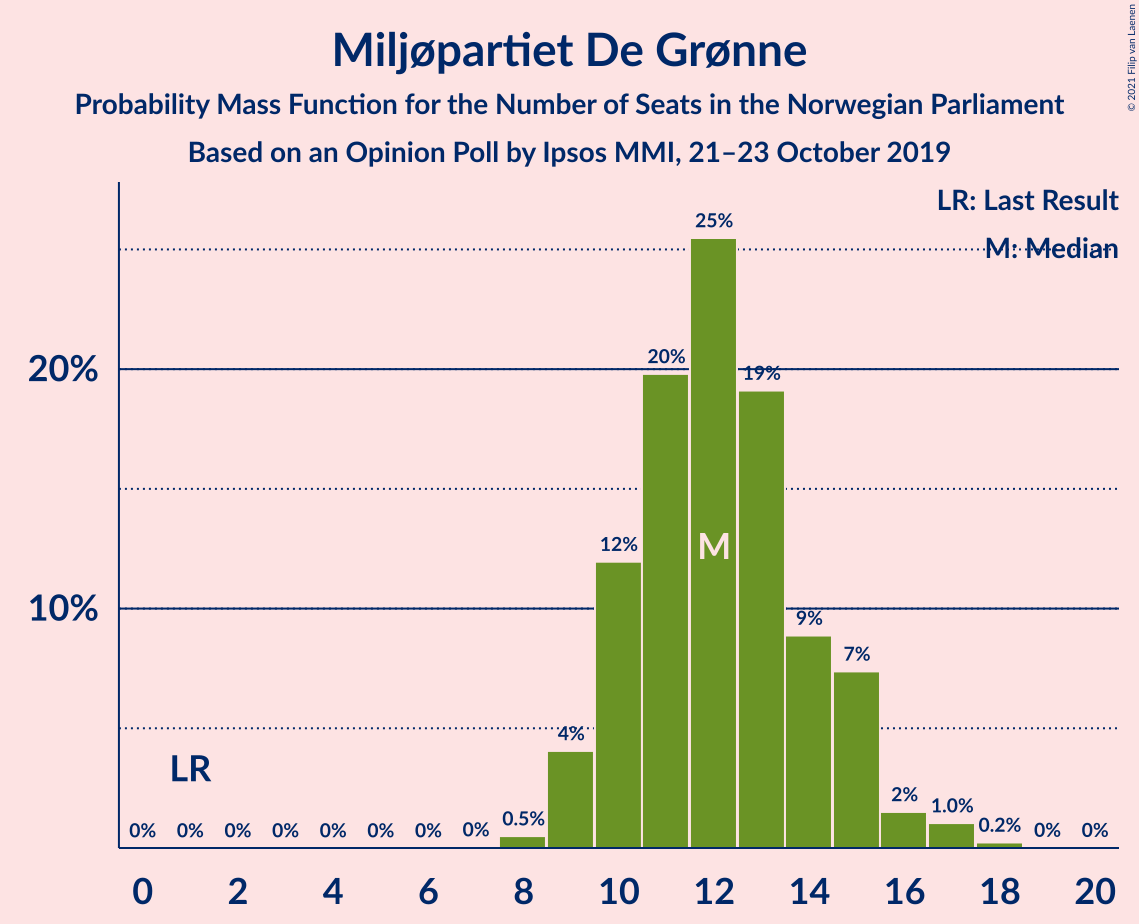 Miljøpartiet De Grønne
Probability Mass Function for the Number of Seats in the Norwegian Parliament
Based on an Opinion Poll by Ipsos MMI, 21–23 October 2019
© 2021 Filip van Laenen
LR: Last Result
M: Median
25%
20%
20%
19%
12%
M
10%
9%
7%
4%
LR
2%
1.0%
0% 0% 0% 0% 0% 0% 0% 0% 0.5% 0.2% 0% 0%
0 2 4 6 8 10 12 14 16 18 20